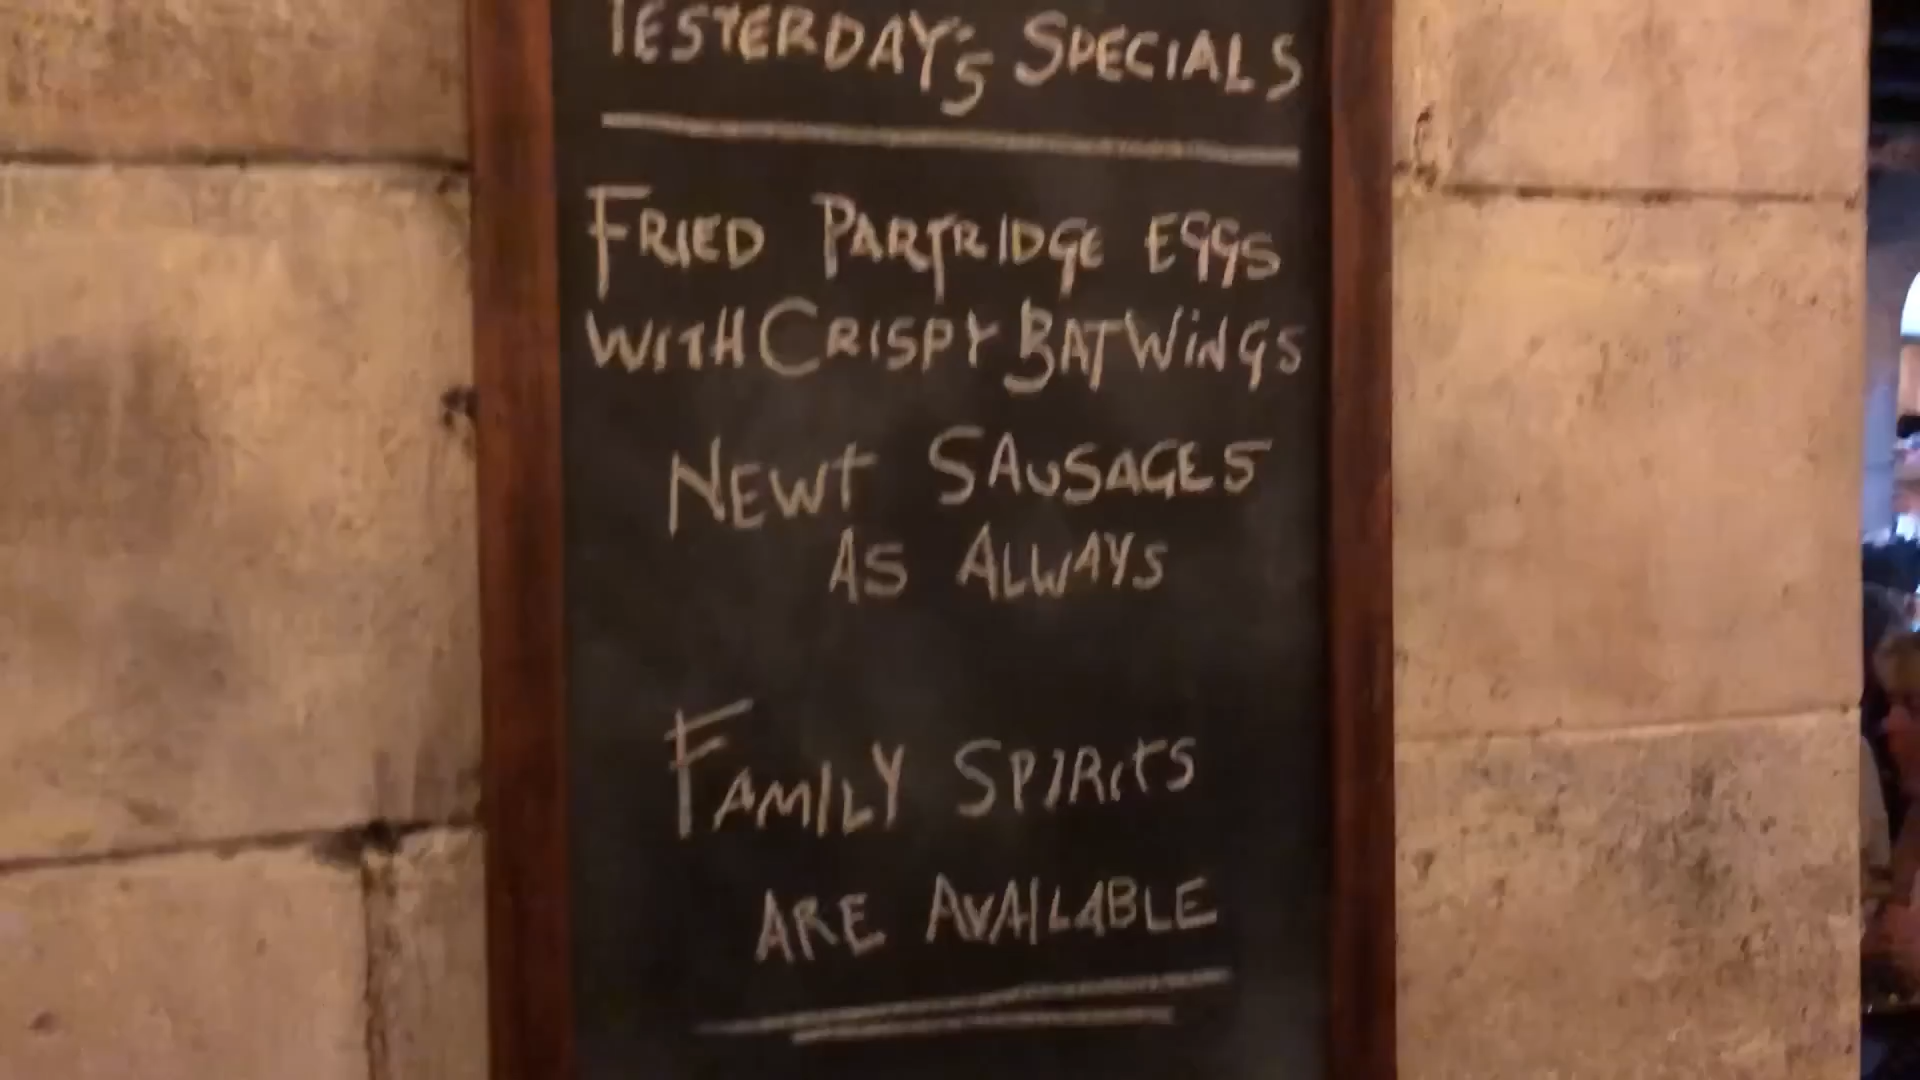 YESTERDAY'S SPECIALS
FRIED PARTRIDGE EGGS
WITH CRISPY BAT WINGS
NEWT SAUSAGES
AS ALWAYS
FAMILY SPIRITS
ARE AVAILABLE